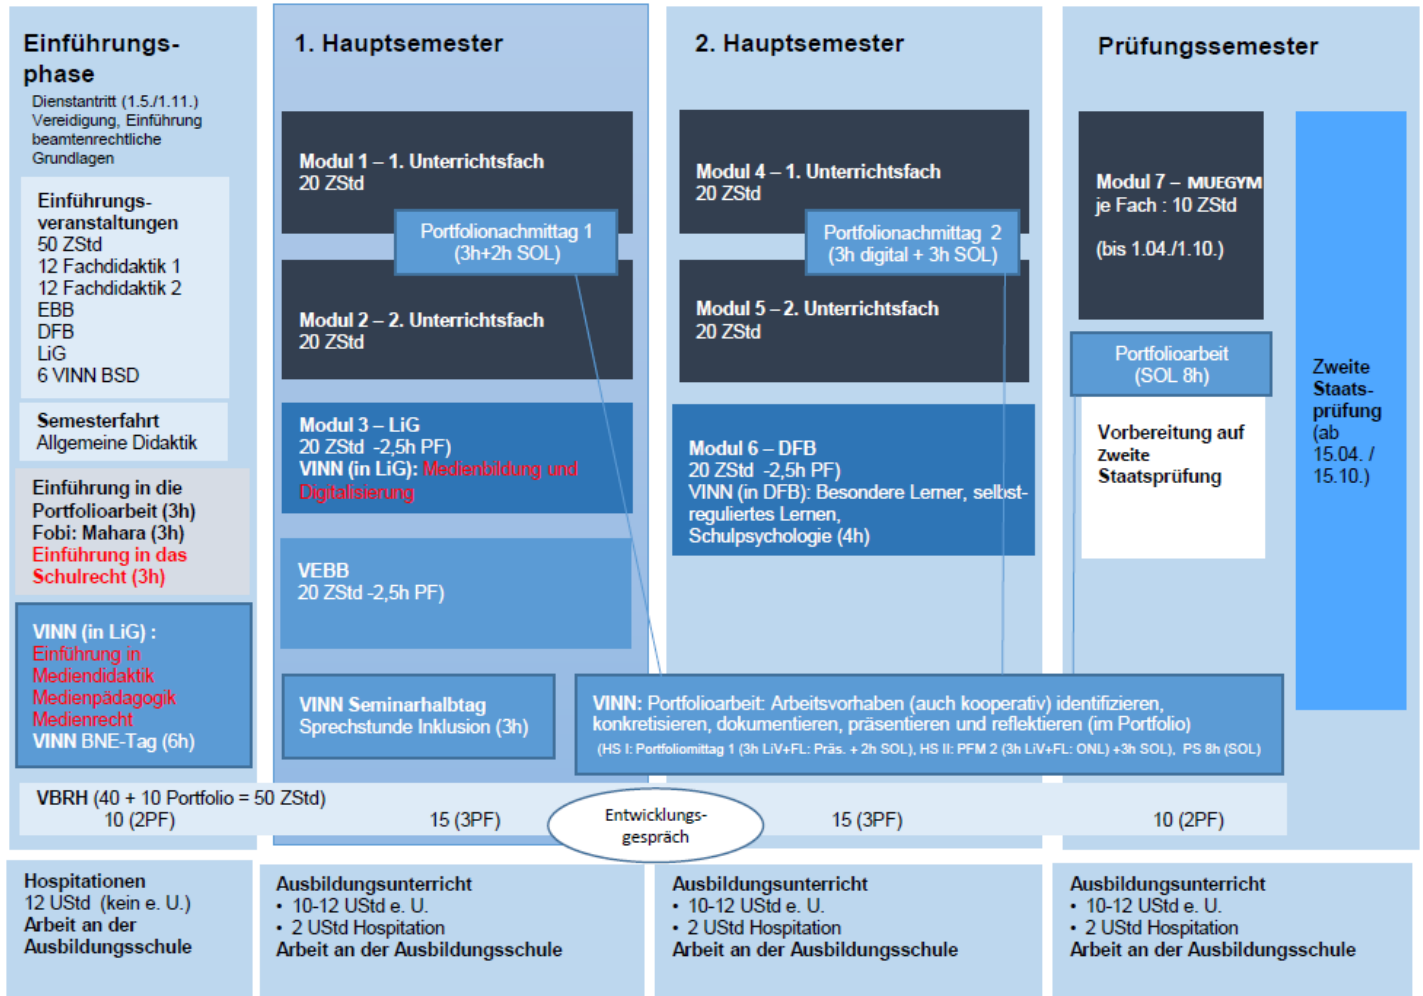 Einführungs-
phase
Dienstantritt (1.5./1.11.)
Vereidigung, Einführung
beamtenrechtliche
Grundlagen
Einführungs-
veranstaltungen
50 ZStd
12 Fachdidaktik 1
12 Fachdidaktik 2
EBB
DFB
LiG
6 VINN BSD
Semesterfahrt
Allgemeine Didaktik
Einführung in die
Portfolioarbeit (3h)
Fobi: Mahara (3h)
Einführung in das
Schulrecht (3h)
VINN (in LiG) :
Einführung in
Mediendidaktik
Medienpädagogik
Medienrecht
VINN BNE-Tag (6h)
1. Hauptsemester
Modul 1 – 1. Unterrichtsfach
20 ZStd
Portfolionachmittag 1
(3h+2h SOL)
Modul 2 – 2. Unterrichtsfach
20 ZStd
Modul 3 – LiG
20 ZStd  -2,5h PF)
VINN (in LiG): Medienbildung und
Digitalisierung
VEBB
20 ZStd -2,5h PF)
VINN Seminarhalbtag
Sprechstunde Inklusion (3h)
2. Hauptsemester
Modul 4 – 1. Unterrichtsfach
20 ZStd
Portfolionachmittag  2
(3h digital + 3h SOL)
Modul 5 – 2. Unterrichtsfach
20 ZStd
Modul 6 – DFB
20 ZStd  -2,5h PF)
VINN (in DFB): Besondere Lerner, selbst-
reguliertes Lernen,
Schulpsychologie (4h)
Prüfungssemester
Modul 7 – MUEGYM
je Fach : 10 ZStd
(bis 1.04./1.10.)
Portfolioarbeit
(SOL 8h)
Vorbereitung auf
Zweite
Staatsprüfung
Zweite
Staats-
prüfung
(ab
15.04. /
15.10.)
VINN: Portfolioarbeit: Arbeitsvorhaben (auch kooperativ) identifizieren,
konkretisieren, dokumentieren, präsentieren und reflektieren (im Portfolio)
(HS I: Portfoliomittag 1 (3h LiV+FL: Präs. + 2h SOL), HS II: PFM 2 (3h LiV+FL: ONL) +3h SOL),  PS 8h (SOL)
VBRH (40 + 10 Portfolio = 50 ZStd)
10 (2PF)
15 (3PF)
Entwicklungs-
gespräch
15 (3PF)
10 (2PF)
Hospitationen
12 UStd  (kein e. U.)
Arbeit an der
Ausbildungsschule
Ausbildungsunterricht
• 10-12 UStd e. U.
• 2 UStd Hospitation
Arbeit an der Ausbildungsschule
Ausbildungsunterricht
• 10-12 UStd e. U.
• 2 UStd Hospitation
Arbeit an der Ausbildungsschule
Ausbildungsunterricht
• 10-12 UStd e. U.
• 2 UStd Hospitation
Arbeit an der Ausbildungsschule